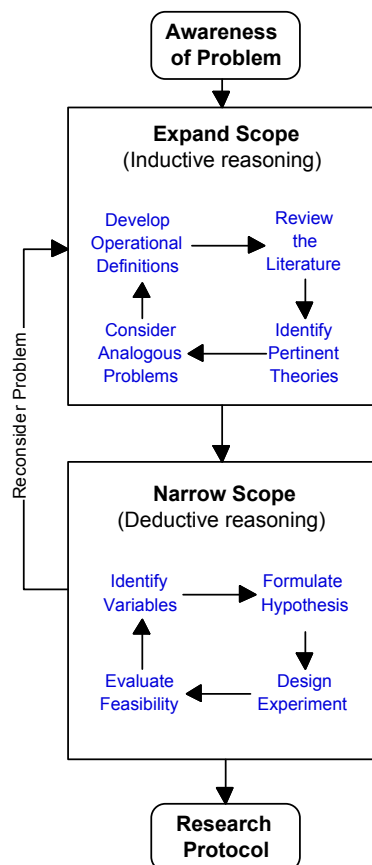 Awareness
of Problem
Expand Scope
(Inductive reasoning)
Develop
Operational
Definitions
Review
the
Literature
Consider
Analogous
Problems
Identify
Pertinent
Theories
Reconsider Problem
Narrow Scope
(Deductive reasoning)
Identify
Variables
Formulate
Hypothesis
Evaluate
Feasibility
Design
Experiment
Research
Protocol